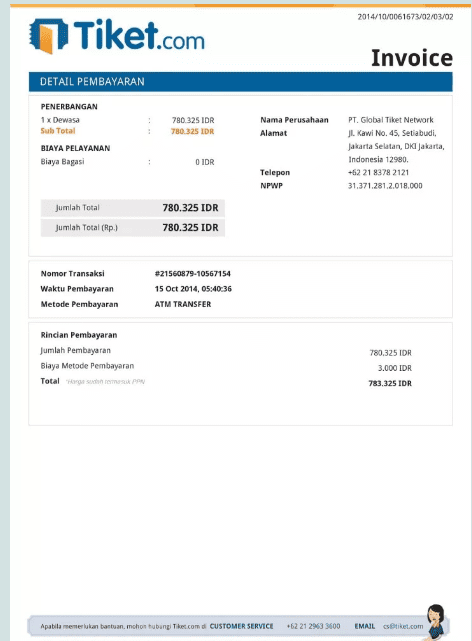 2014/10/0061673/02/03/02
Tiket.com
Invoice
DETAIL PEMBAYARAN
PENERBANGAN
1 x Dewasa : 780.325 IDR
Sub Total : 780.325 IDR
BIAYA PELAYANAN
Biaya Bagasi : 0 IDR
Jumlah Total 780.325 IDR
Jumlah Total (Rp.) 780.325 IDR
Nama Perusahaan PT. Global Tiket Network
Alamat Jl. Kawi No. 45, Setiabudi,
Jakarta Selatan, DKI Jakarta,
Indonesia 12980.
Telepon +62 21 8378 2121
NPWP 31.371.281.2.018.000
Nomor Transaksi #21560879-10567154
Waktu Pembayaran 15 Oct 2014, 05:40:36
Metode Pembayaran ATM TRANSFER
Rincian Pembayaran
Jumlah Pembayaran 780.325 IDR
Biaya Metode Pembayaran 3.000 IDR
Total *Harga sudah termasuk PPN 783.325 IDR
Apabila memerlukan bantuan, mohon hubungi Tiket.com di CUSTOMER SERVICE +62 21 2963 3600 EMAIL cs@tiket.com